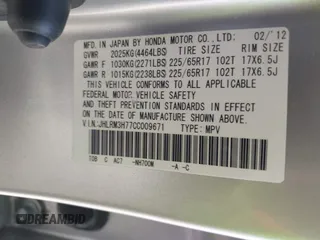 MFD. IN JAPAN BY HONDA MOTOR CO.,LTD. 02/'12
GVWR 2025KG(4464LBS) TIRE SIZE RIM SIZE
GAWR F 1030KG(2271LBS) 225/65R17 102T 17X6.5J
GAWR R 1015KG(2238LBS) 225/65R17 102T 17X6.5J
THIS VEHICLE CONFORMS TO ALL APPLICABLE
FEDERAL MOTOR VEHICLE SAFETY AND THEFT
PREVENTION STANDARDS IN EFFECT ON THE
DATE OF MANUFACTURE SHOWN ABOVE.
V.I.N.:JHLRM3H77CC009671 TYPE: MPV
T0B C AC7 -NH700M -A -C
DREAMBID